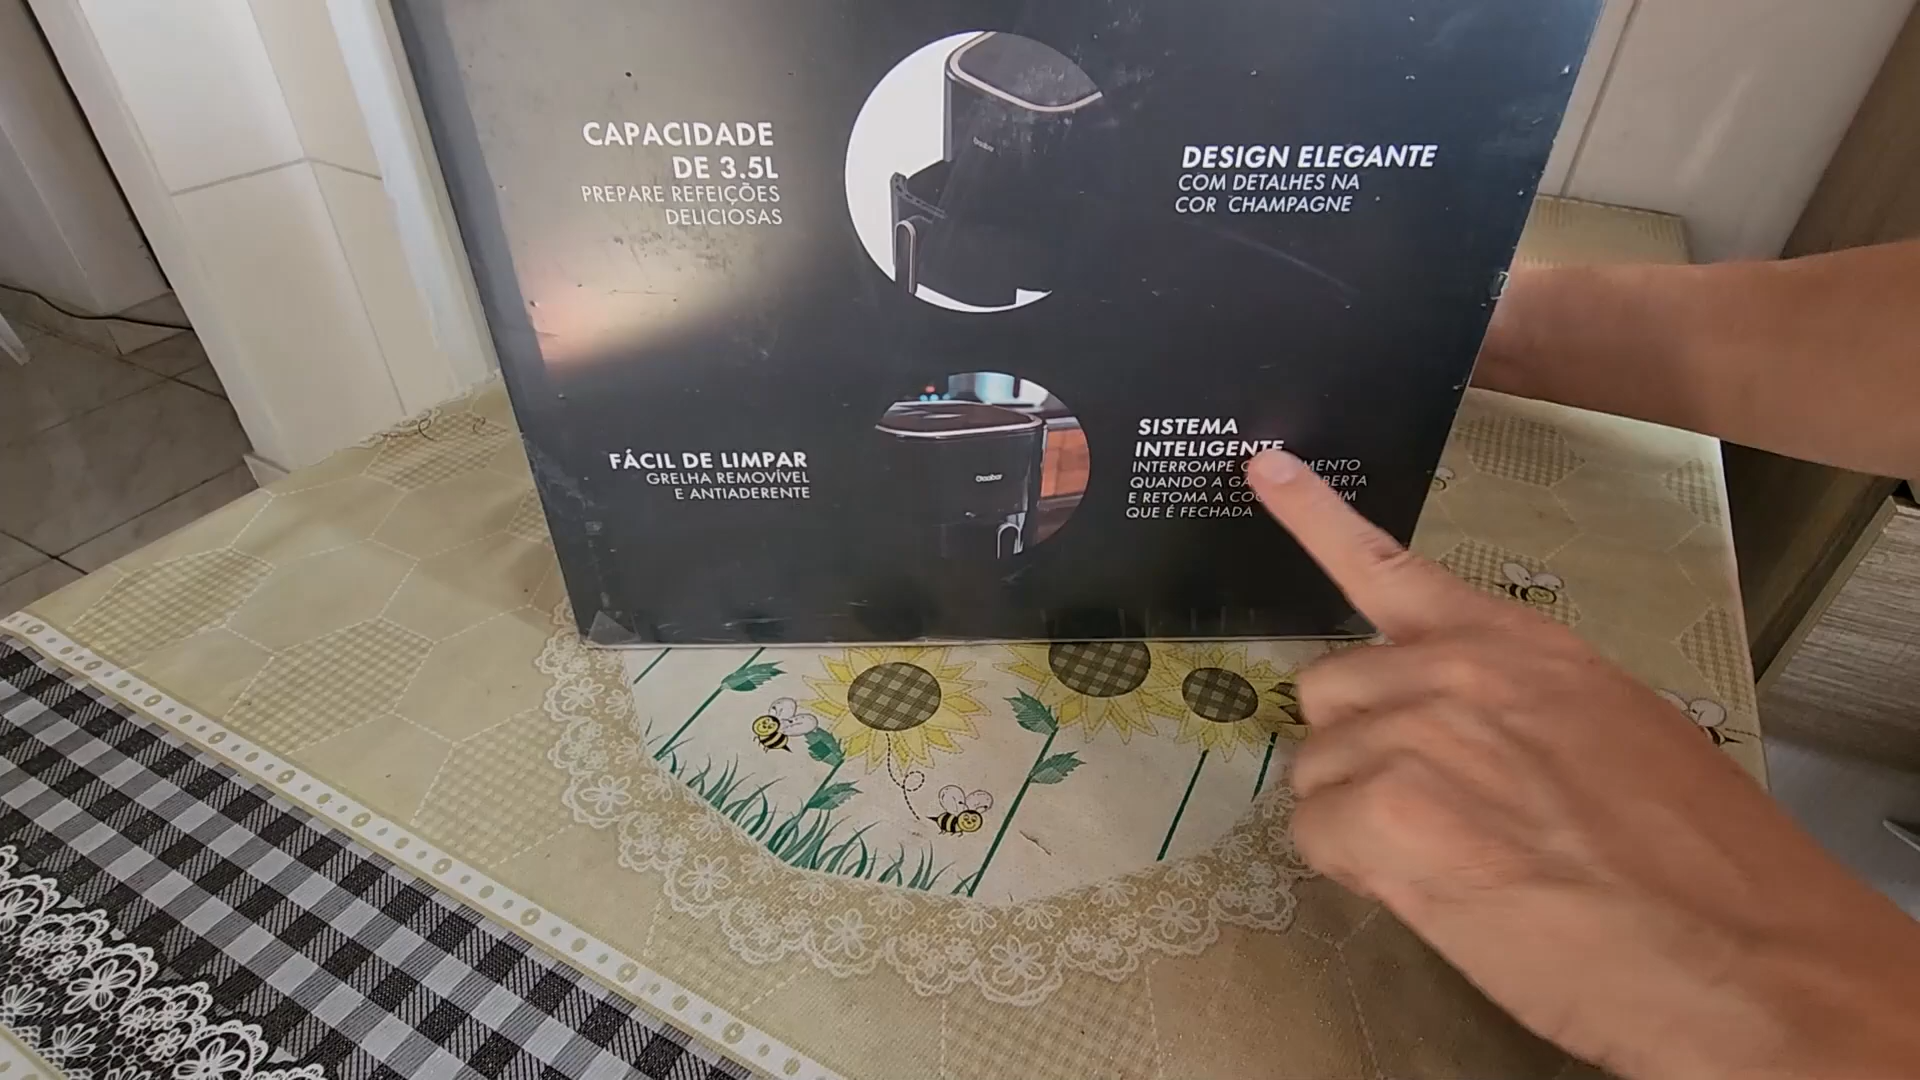 CAPACIDADE
DE 3.5L
PREPARE REFEIÇÕES
DELICIOSAS
DESIGN ELEGANTE
COM DETALHES NA
COR CHAMPAGNE
FÁCIL DE LIMPAR
GRELHA REMOVÍVEL
E ANTIADERENTE
SISTEMA
INTELIGENTE
INTERROMPE
QUANDO A
E RETOMA A
QUE É FECHADA